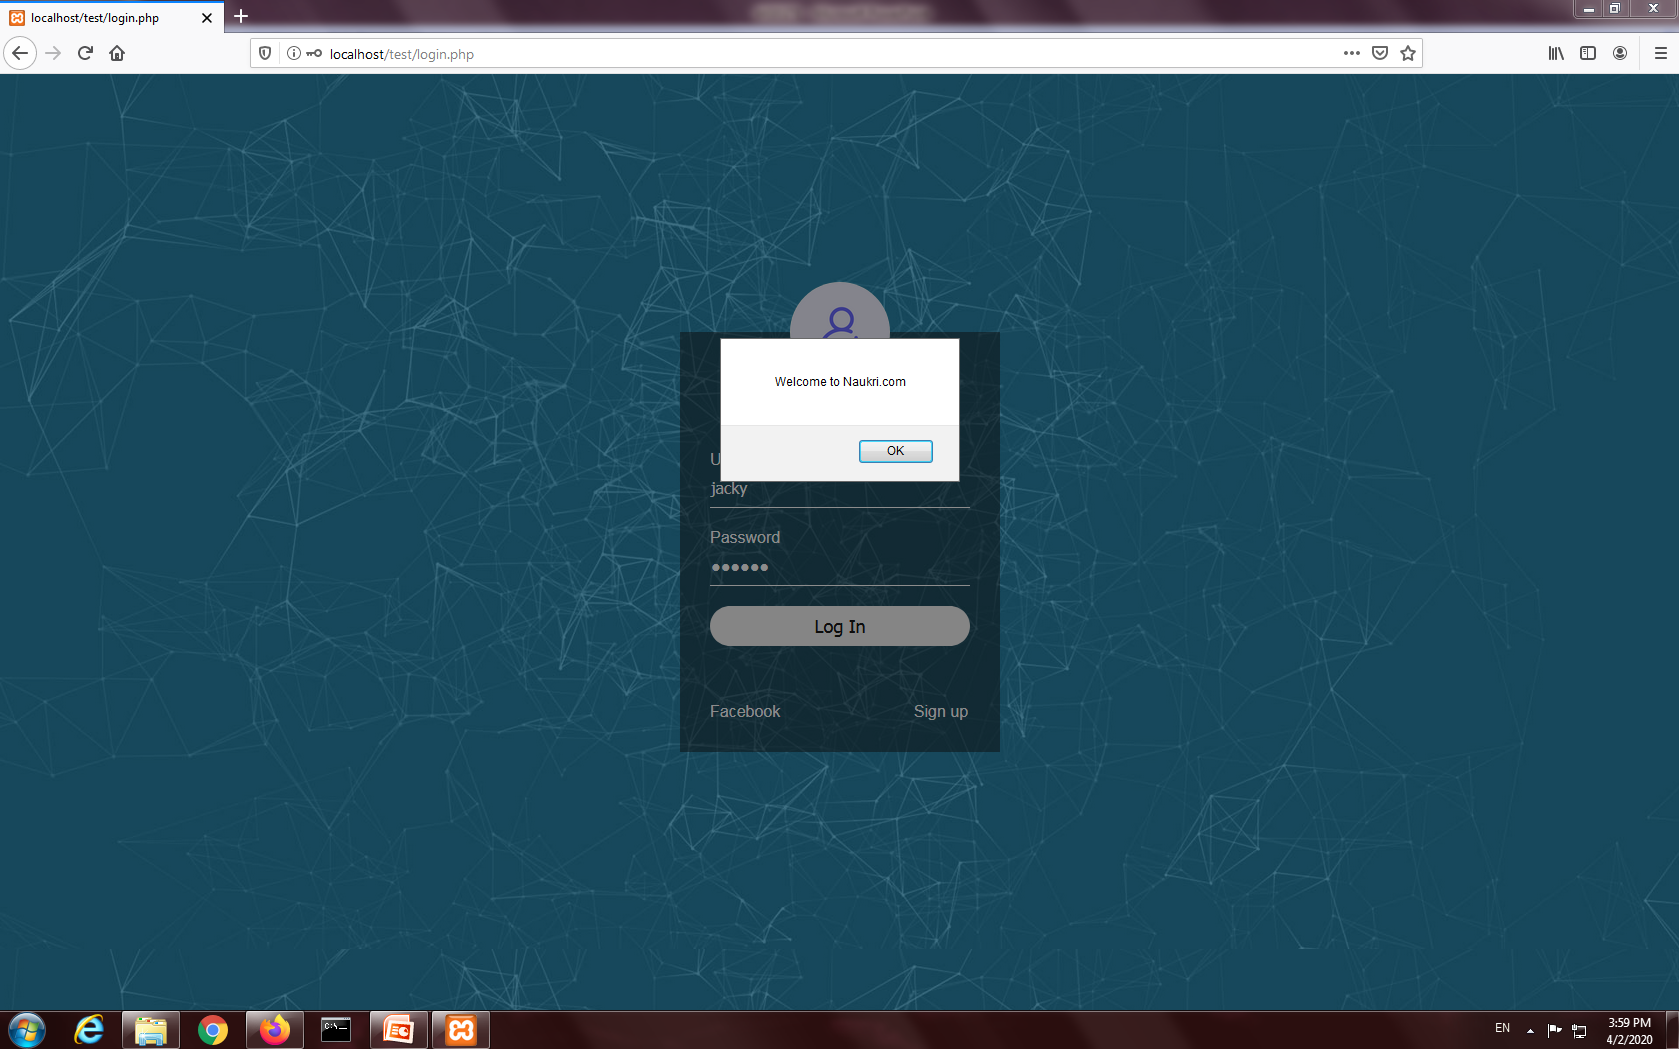 localhost/test/login.php
localhost/test/login.php
Welcome to Naukri.com
OK
U
jacky
Password
Log In
Facebook
Sign up
C:\._
EN
3:59 PM
4/2/2020